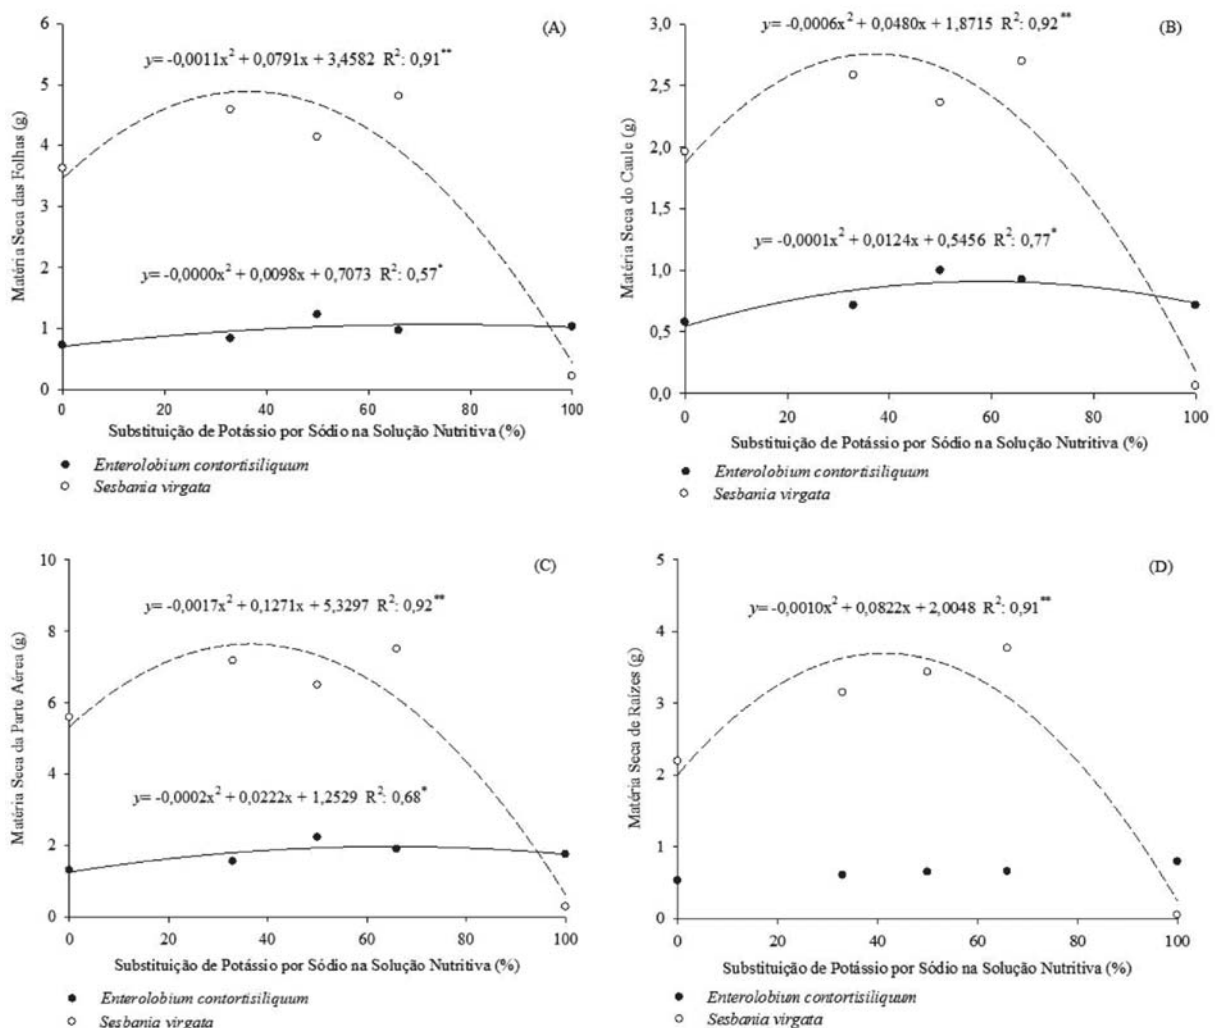 (A)
y= -0,0011x² + 0,0791x + 3,4582 R²: 0,91**
y= -0,0000x² + 0,0098x + 0,7073 R²: 0,57*
Matéria Seca das Folhas (g)
6
5
4
3
2
1
0
0 20 40 60 80 100
Substituição de Potássio por Sódio na Solução Nutritiva (%)
Enterolobium contortisiliquum
Sesbania virgata
(B)
y= -0,0006x² + 0,0480x + 1,8715 R²: 0,92**
y= -0,0001x² + 0,0124x + 0,5456 R²: 0,77*
Matéria Seca do Caule (g)
3,0
2,5
2,0
1,5
1,0
0,5
0,0
0 20 40 60 80 100
Substituição de Potássio por Sódio na Solução Nutritiva (%)
Enterolobium contortisiliquum
Sesbania virgata
(C)
y= -0,0017x² + 0,1271x + 5,3297 R²: 0,92**
y= -0,0002x² + 0,0222x + 1,2529 R²: 0,68*
Matéria Seca da Parte Aérea (g)
10
8
6
4
2
0
0 20 40 60 80 100
Substituição de Potássio por Sódio na Solução Nutritiva (%)
Enterolobium contortisiliquum
Sesbania virgata
(D)
y= -0,0010x² + 0,0822x + 2,0048 R²: 0,91**
Matéria Seca de Raízes (g)
5
4
3
2
1
0
0 20 40 60 80 100
Substituição de Potássio por Sódio na Solução Nutritiva (%)
Enterolobium contortisiliquum
Sesbania virgata